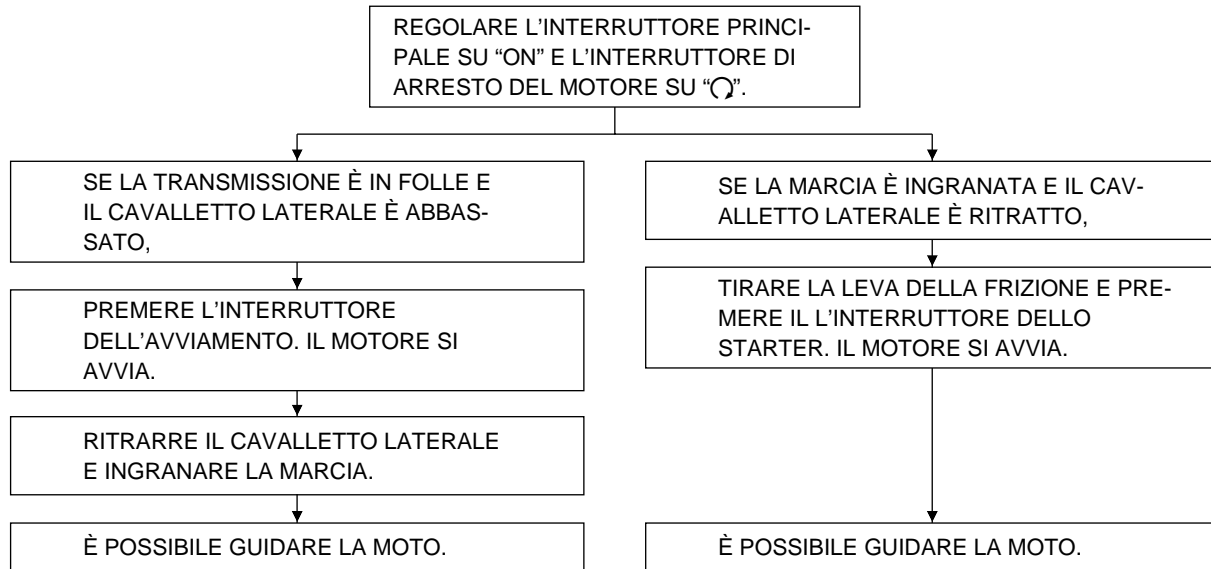 REGOLARE L'INTERRUTTORE PRINCI-
PALE SU “ON” E L'INTERRUTTORE DI
ARRESTO DEL MOTORE SU “”.
SE LA TRANSMISSIONE È IN FOLLE E
IL CAVALLETTO LATERALE È ABBAS-
SATO,
PREMERE L'INTERRUTTORE
DELL'AVVIAMENTO. IL MOTORE SI
AVVIA.
RITRARRE IL CAVALLETTO LATERALE
E INGRANARE LA MARCIA.
È POSSIBILE GUIDARE LA MOTO.
SE LA MARCIA È INGRANATA E IL CAV-
ALLETTO LATERALE È RITRATTO,
TIRARE LA LEVA DELLA FRIZIONE E PRE-
MERE IL L'INTERRUTTORE DELLO
STARTER. IL MOTORE SI AVVIA.
È POSSIBILE GUIDARE LA MOTO.